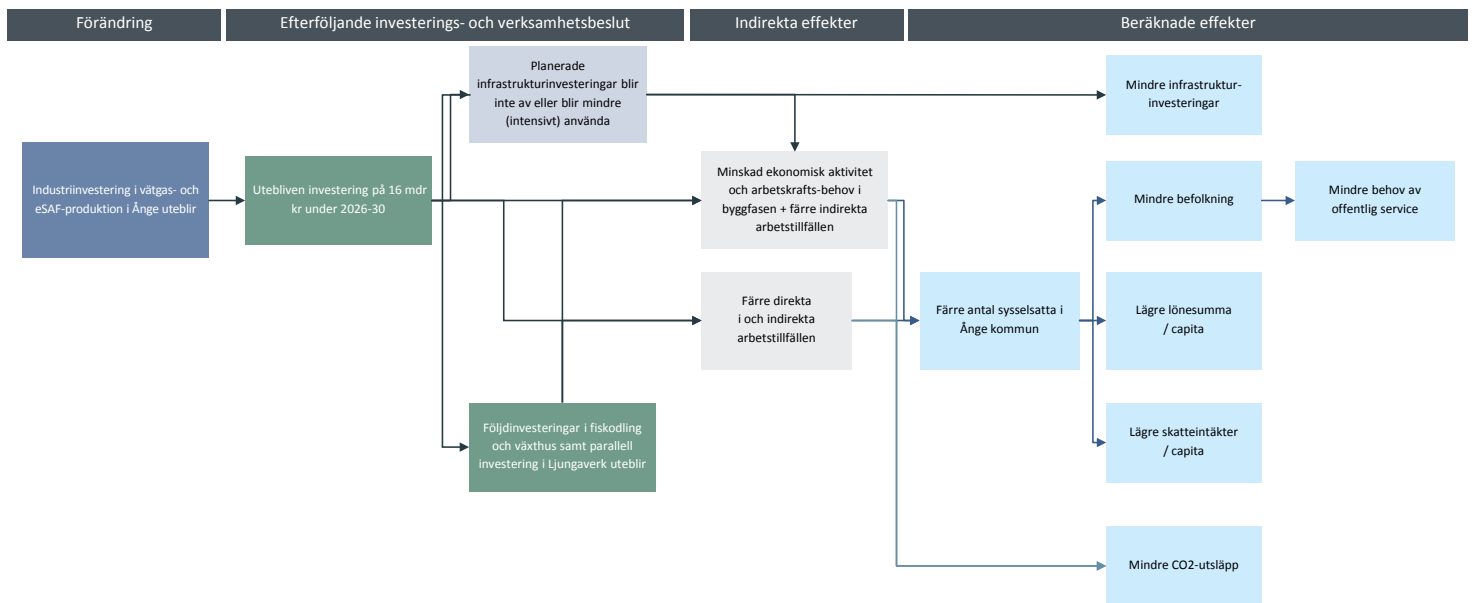 Förändring
Efterföljande investerings- och verksamhetsbeslut
Indirekta effekter
Beräknade effekter
Planerade
infrastrukturinvesteringar blir
inte av eller blir mindre
(intensivt) använda
Mindre infrastruktur-
investeringar
Industriinvestering i vätgas- och
eSAF-produktion i Ånge uteblir
Utebliven investering på 16 mdr
kr under 2026-30
Minskad ekonomisk aktivitet
och arbetskrafts-behov i
byggfasen + färre indirekta
arbetstillfällen
Mindre befolkning
Mindre behov av
offentlig service
Färre direkta
i och indirekta
arbetstillfällen
Färre antal sysselsatta i
Ånge kommun
Lägre lönesumma
/ capita
Följdinvesteringar i fiskodling
och växthus samt parallell
investering i Ljungaverk uteblir
Lägre skatteintäkter
/ capita
Mindre CO2-utsläpp